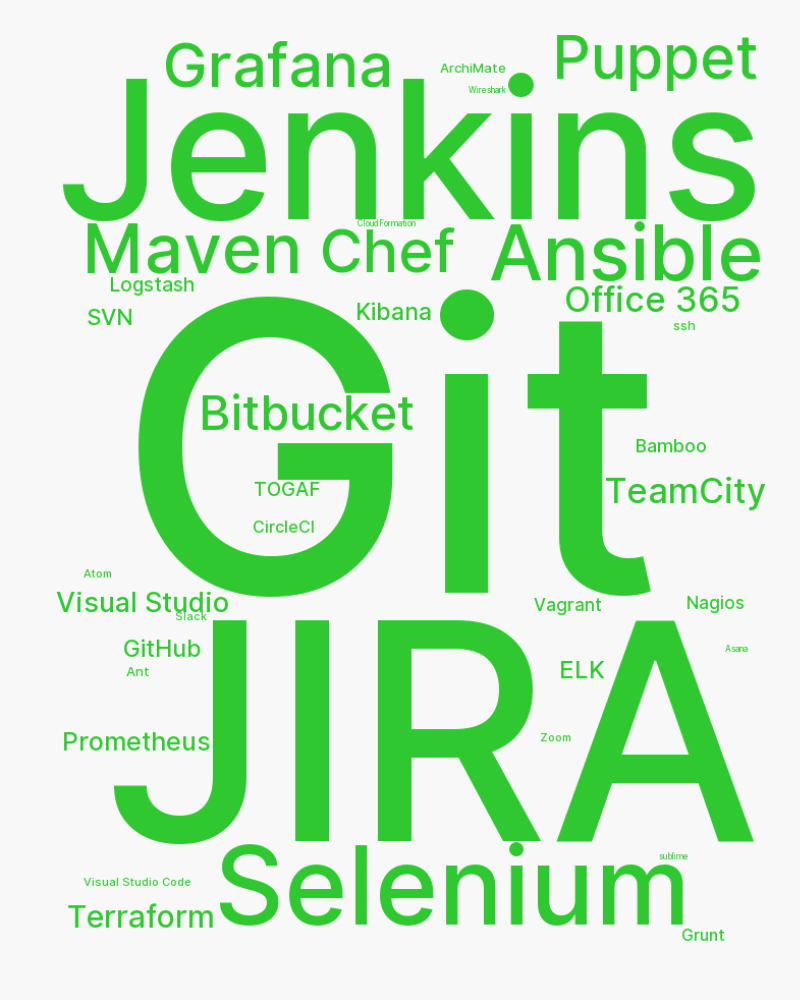 Grafana
Puppet
ArchiMate
Wireshark
Jenkins
CloudFormation
Maven
Chef
Ansible
Logstash
Office 365
SVN
Kibana
ssh
Git
Bitbucket
Bamboo
TOGAF
TeamCity
CircleCI
Atom
Visual Studio
Vagrant
Nagios
Slack
GitHub
Asana
Ant
ELK
JIRA
Prometheus
Zoom
Selenium
sublime
Visual Studio Code
Terraform
Grunt